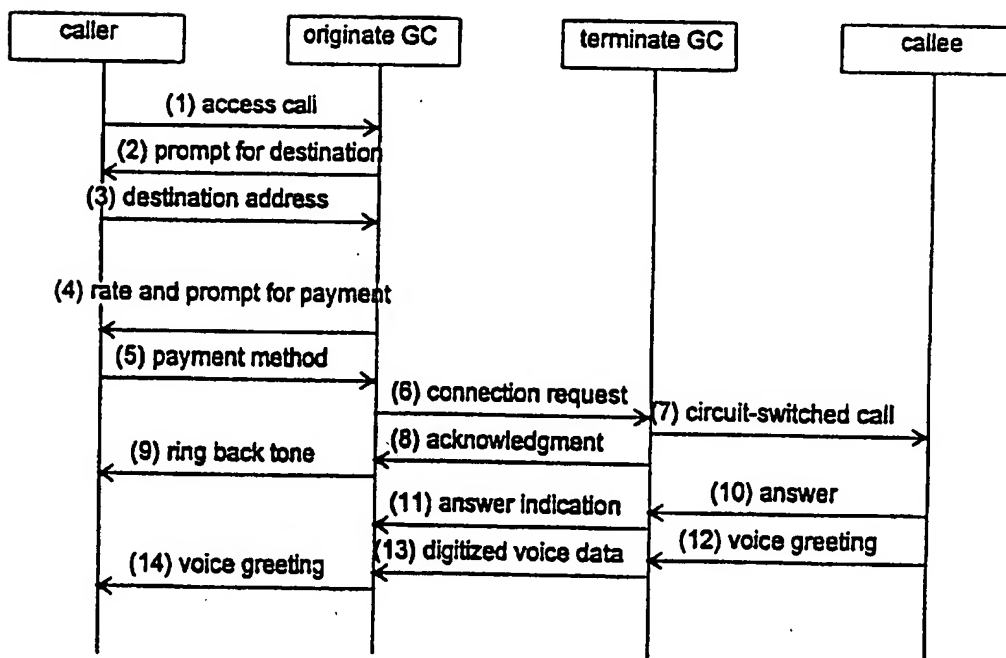 caller
originate GC
terminate GC
callee
(1) access call
(2) prompt for destination
(3) destination address
(4) rate and prompt for payment
(5) payment method
(6) connection request
(7) circuit-switched call
(8) acknowledgment
(9) ring back tone
(10) answer
(11) answer indication
(12) voice greeting
(13) digitized voice data
(14) voice greeting